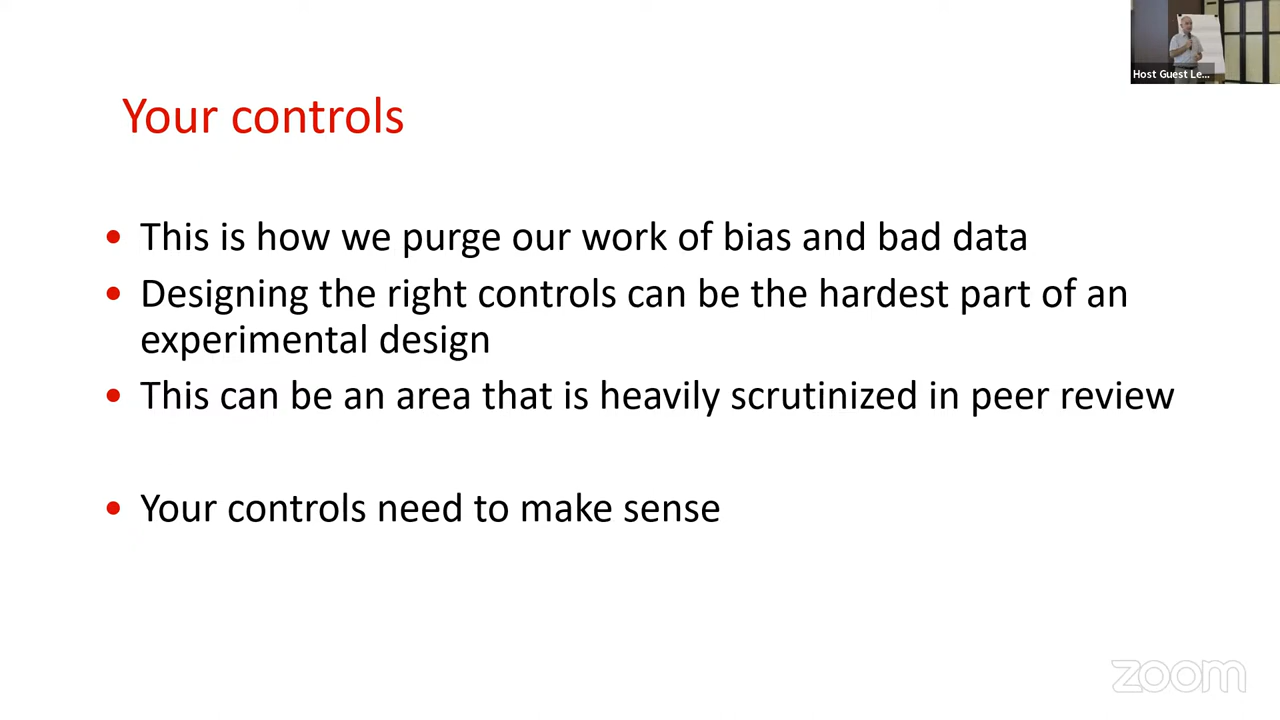 Host Guest Le...
Your controls
• This is how we purge our work of bias and bad data
• Designing the right controls can be the hardest part of an
experimental design
• This can be an area that is heavily scrutinized in peer review
• Your controls need to make sense
zoom